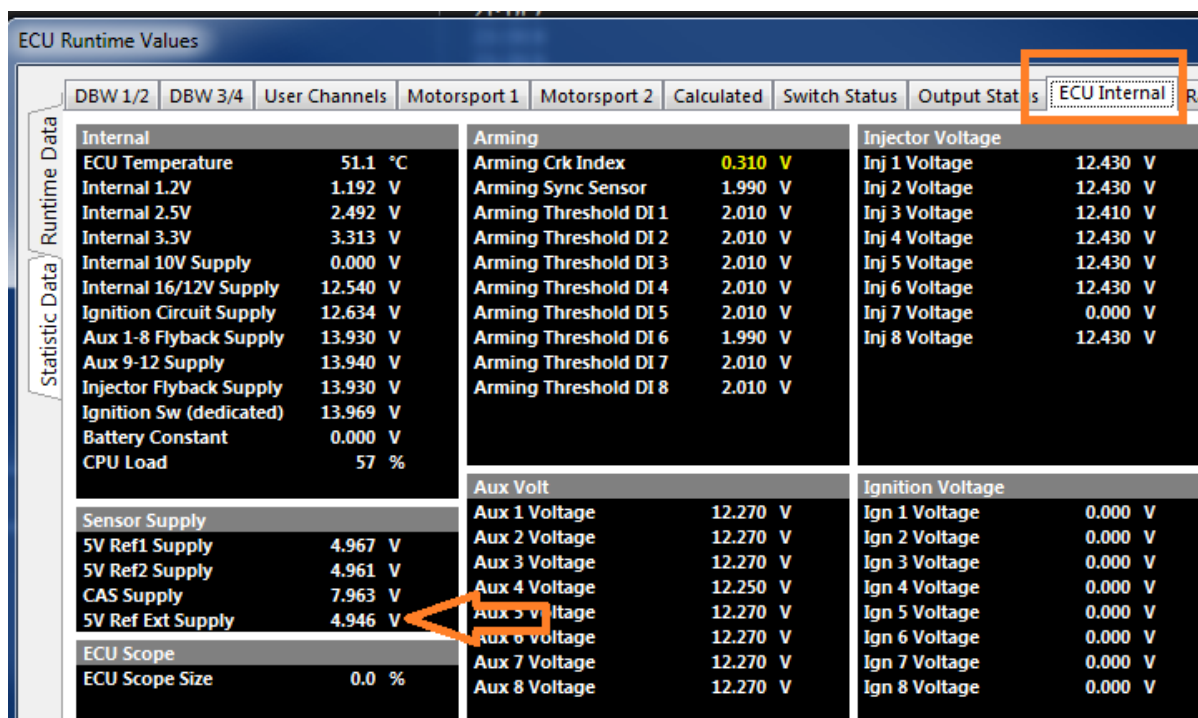 ECU Runtime Values
DBW 1/2 DBW 3/4 User Channels Motorsport 1 Motorsport 2 Calculated Switch Status Output Status ECU Internal R
Runtime Data
Statistic Data
Internal
ECU Temperature 51.1 °C
Internal 1.2V 1.192 V
Internal 2.5V 2.492 V
Internal 3.3V 3.313 V
Internal 10V Supply 0.000 V
Internal 16/12V Supply 12.540 V
Ignition Circuit Supply 12.634 V
Aux 1-8 Flyback Supply 13.930 V
Aux 9-12 Supply 13.940 V
Injector Flyback Supply 13.930 V
Ignition Sw (dedicated) 13.969 V
Battery Constant 0.000 V
CPU Load 57 %
Sensor Supply
5V Ref1 Supply 4.967 V
5V Ref2 Supply 4.961 V
CAS Supply 7.963 V
5V Ref Ext Supply 4.946 V
ECU Scope
ECU Scope Size 0.0 %
Arming
Arming Crk Index 0.310 V
Arming Sync Sensor 1.990 V
Arming Threshold DI 1 2.010 V
Arming Threshold DI 2 2.010 V
Arming Threshold DI 3 2.010 V
Arming Threshold DI 4 2.010 V
Arming Threshold DI 5 2.010 V
Arming Threshold DI 6 1.990 V
Arming Threshold DI 7 2.010 V
Arming Threshold DI 8 2.010 V
Aux Volt
Aux 1 Voltage 12.270 V
Aux 2 Voltage 12.270 V
Aux 3 Voltage 12.270 V
Aux 4 Voltage 12.250 V
Aux 5 Voltage 12.270 V
Aux 6 Voltage 12.270 V
Aux 7 Voltage 12.270 V
Aux 8 Voltage 12.270 V
Injector Voltage
Inj 1 Voltage 12.430 V
Inj 2 Voltage 12.430 V
Inj 3 Voltage 12.410 V
Inj 4 Voltage 12.430 V
Inj 5 Voltage 12.430 V
Inj 6 Voltage 12.430 V
Inj 7 Voltage 0.000 V
Inj 8 Voltage 12.430 V
Ignition Voltage
Ign 1 Voltage 0.000 V
Ign 2 Voltage 0.000 V
Ign 3 Voltage 0.000 V
Ign 4 Voltage 0.000 V
Ign 5 Voltage 0.000 V
Ign 6 Voltage 0.000 V
Ign 7 Voltage 0.000 V
Ign 8 Voltage 0.000 V